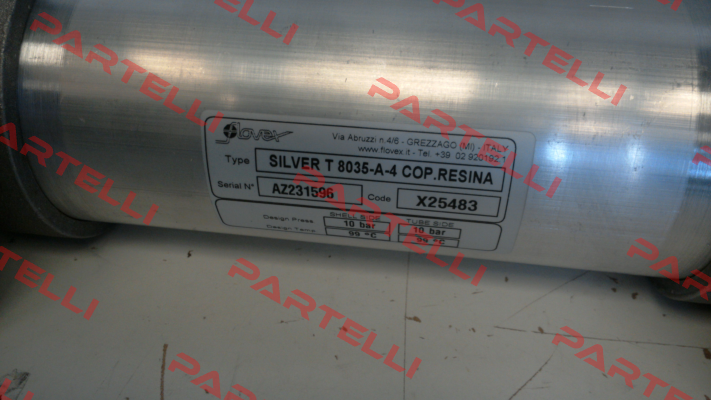 flovex
Via Abruzzi n.4/6 - GREZZAGO (MI) - ITALY
www.flovex.it - Tel. +39 02 920192.1
Type SILVER T 8035-A-4 COP.RESINA
Serial N° AZ231596 Code X25483
SHELL SIDE TUBE SIDE
Design Press 10 bar 10 bar
Design Temp. 99 °C 99 °C
PARTELLI
PARTELLI
PARTELLI
PARTELLI
PARTELLI
PARTELLI
PARTELLI